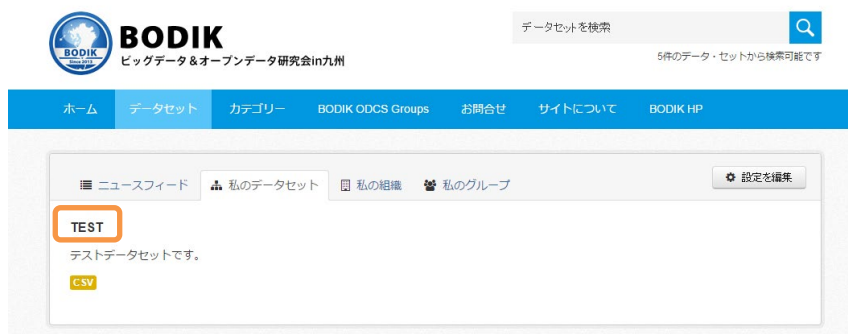 BODIK
Since 2013
BODIK
ビッグデータ＆オープンデータ研究会in九州
データセットを検索
5件のデータ・セットから検索可能です
ホーム データセット カテゴリー BODIK ODCS Groups お問合せ サイトについて BODIK HP
ニュースフィード 私のデータセット 私の組織 私のグループ 設定を編集
TEST
テストデータセットです。
CSV